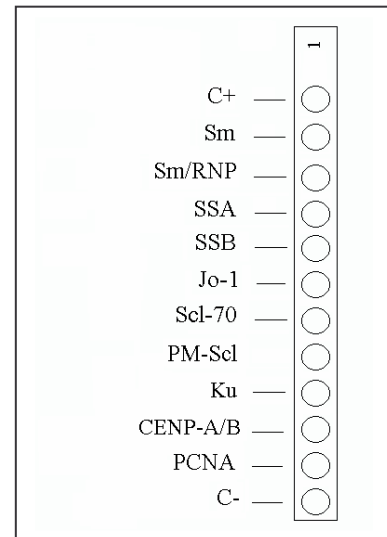 1
C+
Sm
Sm/RNP
SSA
SSB
Jo-1
Scl-70
PM-Scl
Ku
CENP-A/B
PCNA
C-